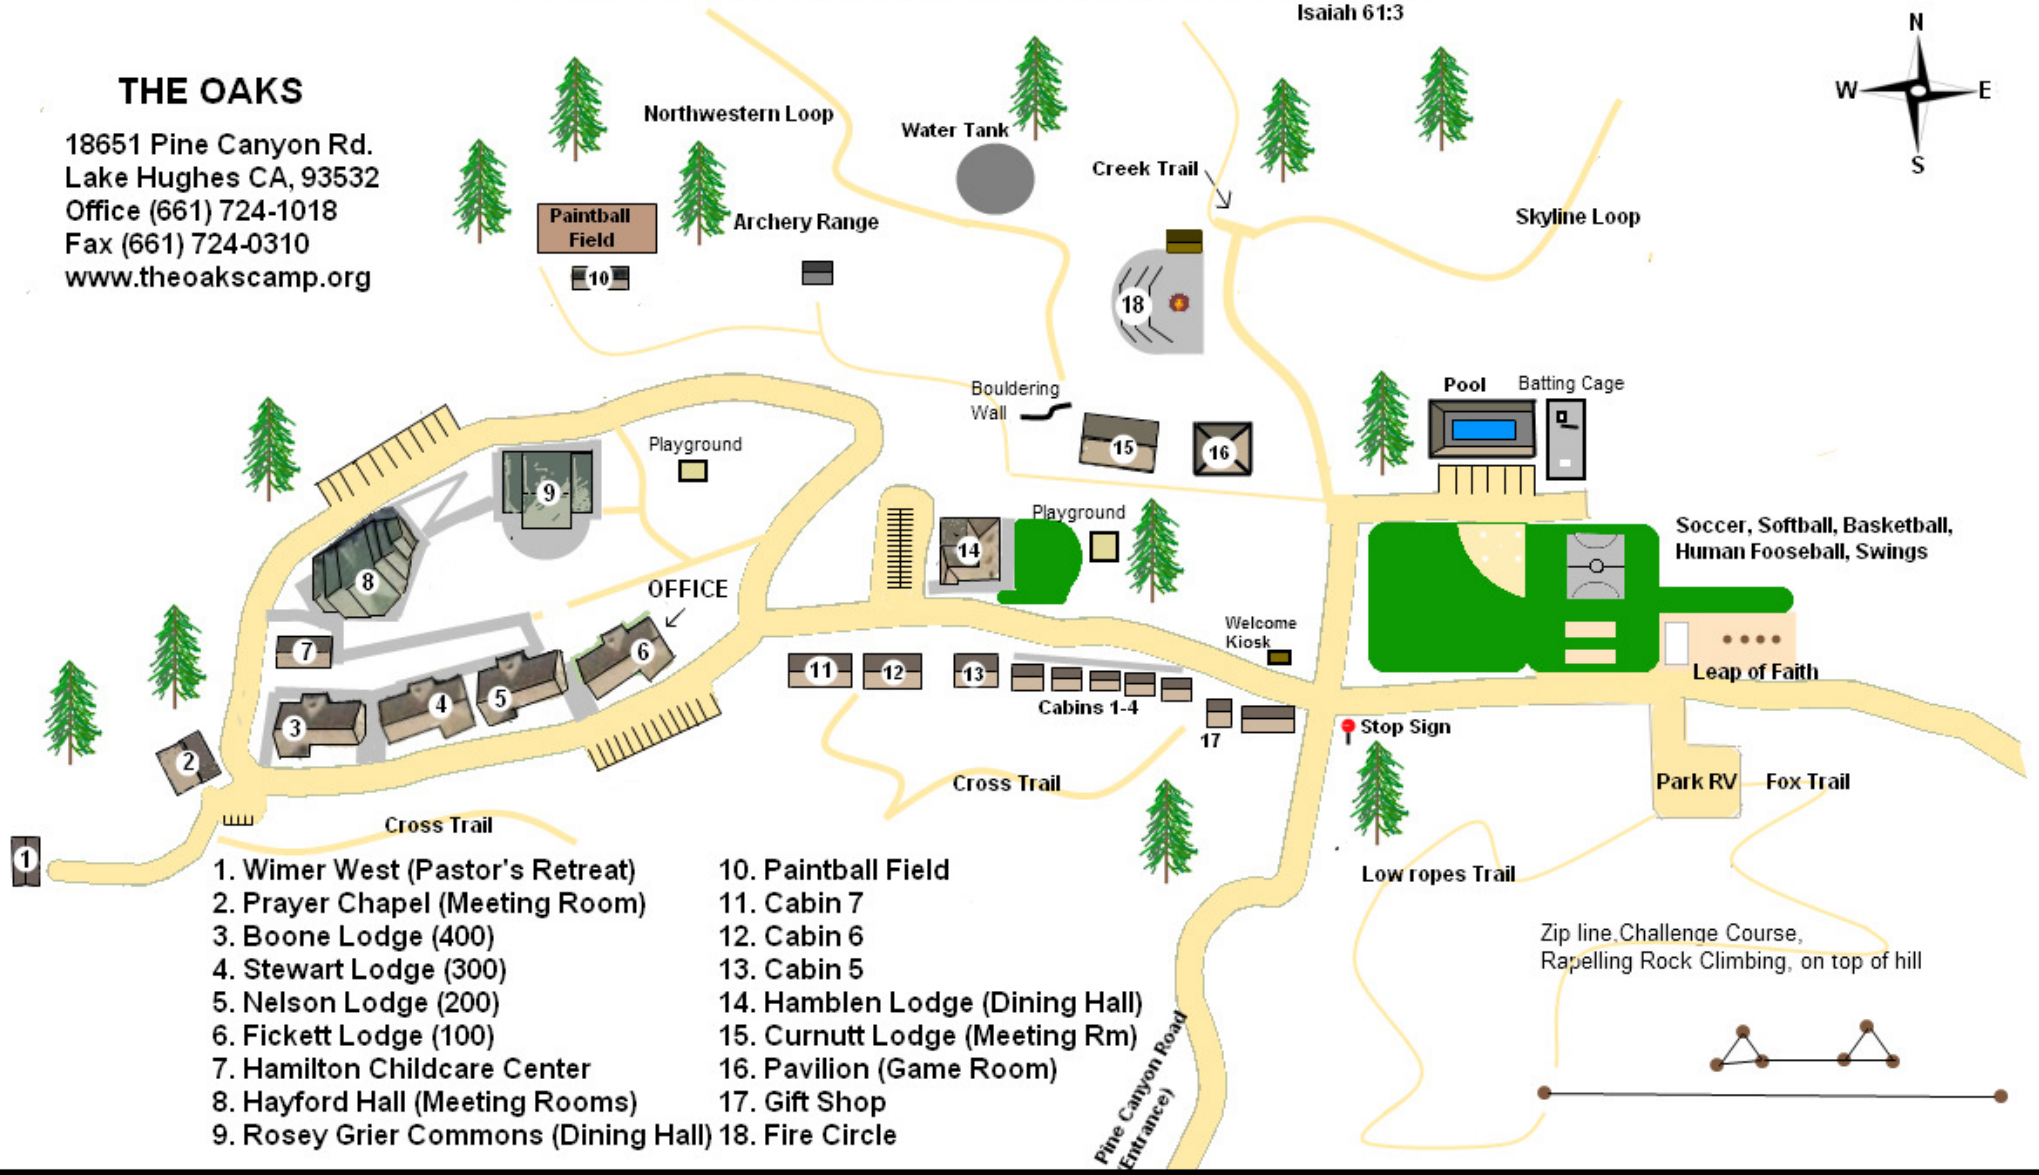 Isaiah 61:3
N
W
E
S
THE OAKS
18651 Pine Canyon Rd.
Lake Hughes CA, 93532
Office (661) 724-1018
Fax (661) 724-0310
www.theoakscamp.org
Northwestern Loop
Water Tank
Creek Trail
Skyline Loop
Paintball
Field
10
Archery Range
18
Bouldering
Wall
15
16
Pool
Batting Cage
Playground
9
8
7
OFFICE
6
5
4
3
2
1
14
Playground
Soccer, Softball, Basketball,
Human Fooseball, Swings
Welcome
Kiosk
Leap of Faith
11
12
13
Cabins 1-4
17
Stop Sign
Cross Trail
Cross Trail
Park RV
Fox Trail
Low ropes Trail
Zip line,Challenge Course,
Rapelling Rock Climbing, on top of hill
Pine Canyon Road
(Entrance)
1. Wimer West (Pastor's Retreat)
2. Prayer Chapel (Meeting Room)
3. Boone Lodge (400)
4. Stewart Lodge (300)
5. Nelson Lodge (200)
6. Fickett Lodge (100)
7. Hamilton Childcare Center
8. Hayford Hall (Meeting Rooms)
9. Rosey Grier Commons (Dining Hall)
10. Paintball Field
11. Cabin 7
12. Cabin 6
13. Cabin 5
14. Hamblen Lodge (Dining Hall)
15. Curnutt Lodge (Meeting Rm)
16. Pavilion (Game Room)
17. Gift Shop
18. Fire Circle